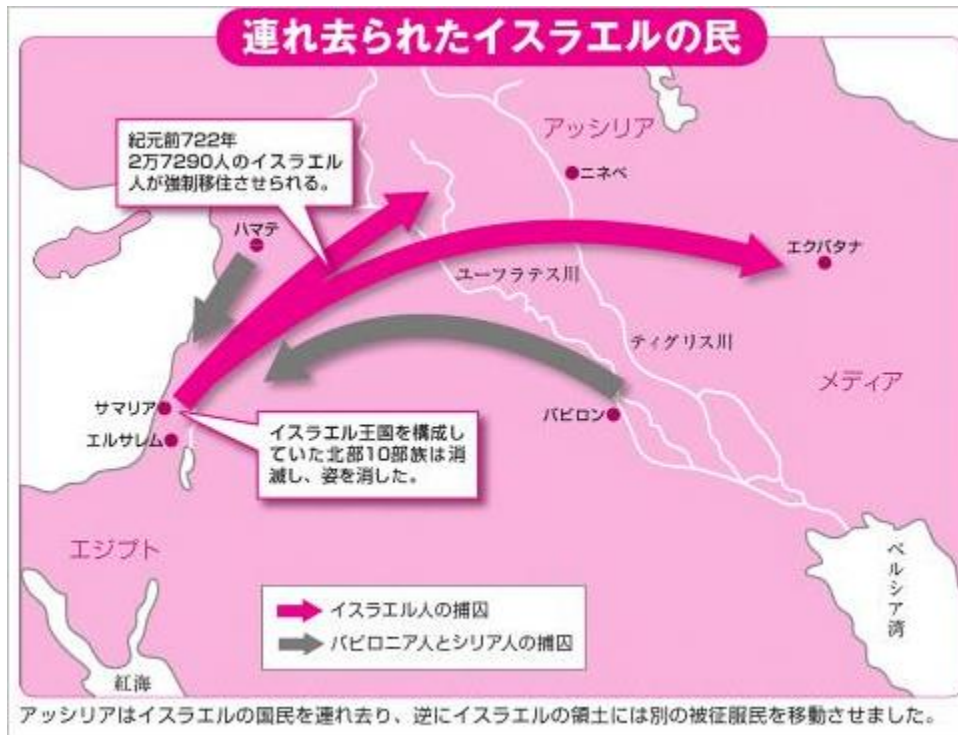 連れ去られたイスラエルの民
紀元前722年
2万7290人のイスラエル
人が強制移住させられる。
アッシリア
ニネベ
ハマテ
エクバタナ
ユーフラテス川
ティグリス川
メディア
サマリア
バビロン
エルサレム
イスラエル王国を構成し
ていた北部10部族は消
滅し、姿を消した。
エジプト
ペルシア湾
イスラエル人の捕囚
バビロニア人とシリア人の捕囚
紅海
アッシリアはイスラエルの国民を連れ去り、逆にイスラエルの領土には別の被征服民を移動させました。